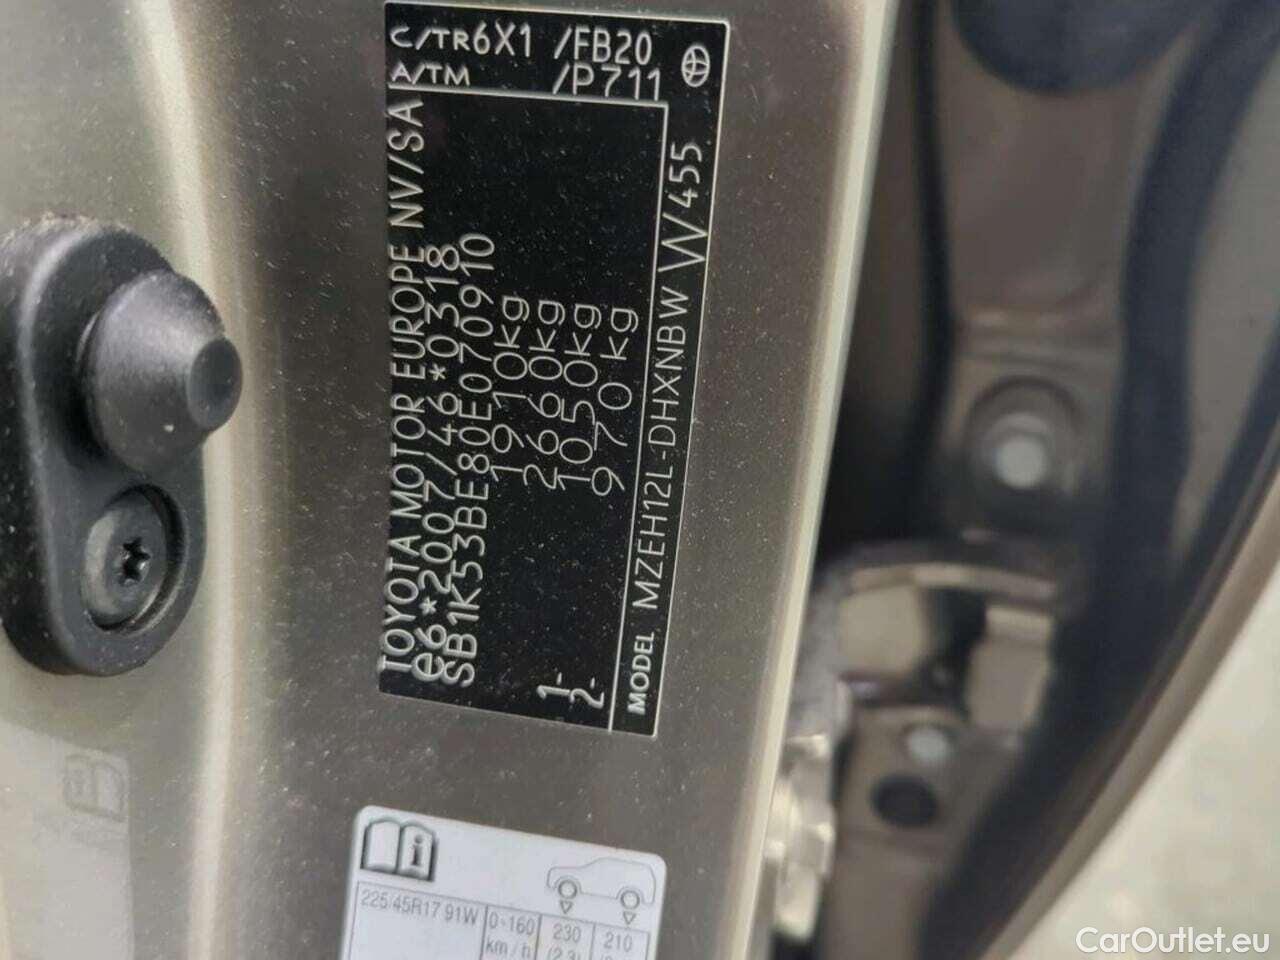 C/TR6X1 /FB20
A/TM /P711
TOYOTA MOTOR EUROPE NV/SA
e6*2007/46*0318
SB1K53BE80E070910
1910kg
2660kg
1- 1050kg
2- 970kg
MODEL MZEH12L-DHXNBW W455
225/45R17 91W
0-160 km/h
230
210
CarOutlet.eu